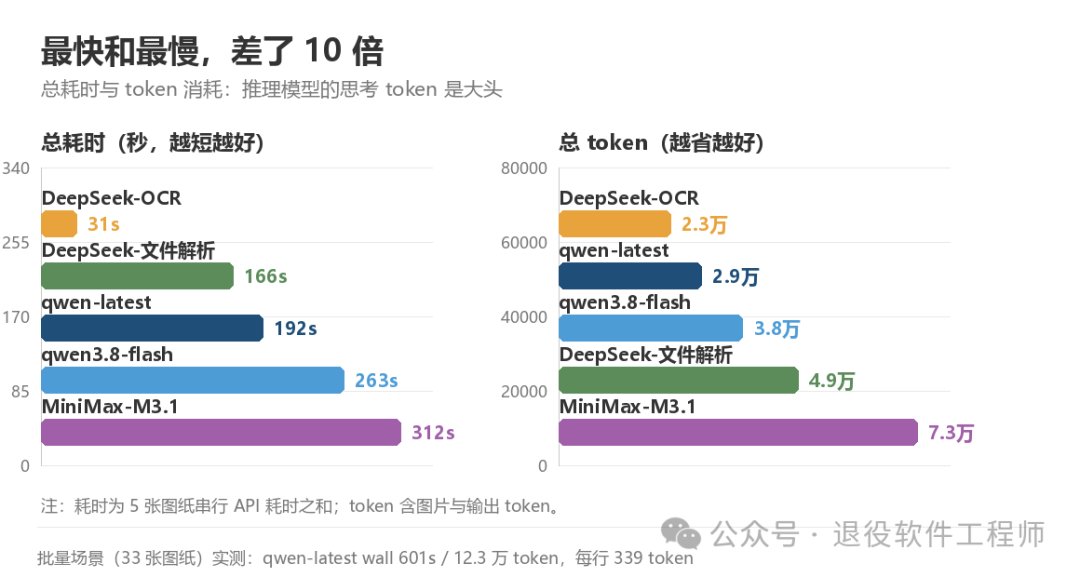 最快和最慢，差了 10 倍
总耗时与 token 消耗：推理模型的思考 token 是大头
总耗时（秒，越短越好）
340
255
170
85
0
DeepSeek-OCR
31s
DeepSeek-文件解析
166s
qwen-latest
192s
qwen3.8-flash
263s
MiniMax-M3.1
312s
总 token（越省越好）
80000
60000
40000
20000
0
DeepSeek-OCR
2.3万
qwen-latest
2.9万
qwen3.8-flash
3.8万
DeepSeek-文件解析
4.9万
MiniMax-M3.1
7.3万
注：耗时为 5 张图纸串行 API 耗时之和；token 含图片与输出 token。
公众号 · 退役软件工程师
批量场景（33 张图纸）实测：qwen-latest wall 601s / 12.3 万 token，每行 339 token